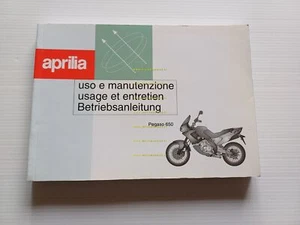 aprilia
uso e manutenzione
usage et entretien
Betriebsanleitung
Pegaso 650